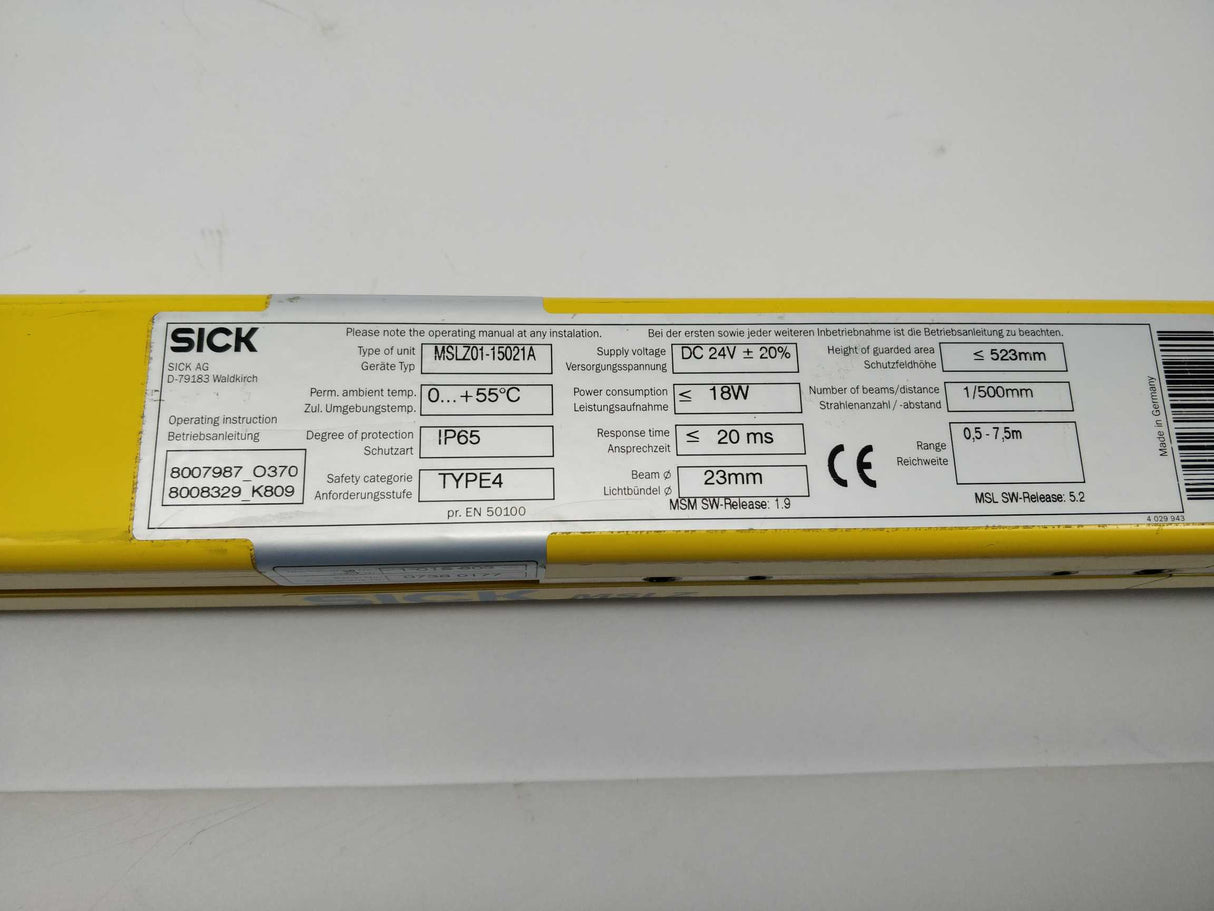 SICK
SICK AG
D-79183 Waldkirch
Operating instruction
Betriebsanleitung
8007987_O370
8008329_K809
Please note the operating manual at any instalation.
Bei der ersten sowie jeder weiteren Inbetriebnahme ist die Betriebsanleitung zu beachten.
Type of unit
Geräte Typ
MSLZ01-15021A
Perm. ambient temp.
Zul. Umgebungstemp.
0...+55°C
Degree of protection
Schutzart
IP65
Safety categorie
Anforderungsstufe
TYPE4
pr. EN 50100
Supply voltage
Versorgungsspannung
DC 24V ± 20%
Power consumption
Leistungsaufnahme
≤ 18W
Response time
Ansprechzeit
≤ 20 ms
Beam Ø
Lichtbündel Ø
23mm
MSM SW-Release: 1.9
Height of guarded area
Schutzfeldhöhe
≤ 523mm
Number of beams/distance
Strahlenanzahl / -abstand
1/500mm
Range
Reichweite
0,5 - 7,5m
CE
MSL SW-Release: 5.2
Made in Germany
4 029 943
0738 0177
SICK MSLZ